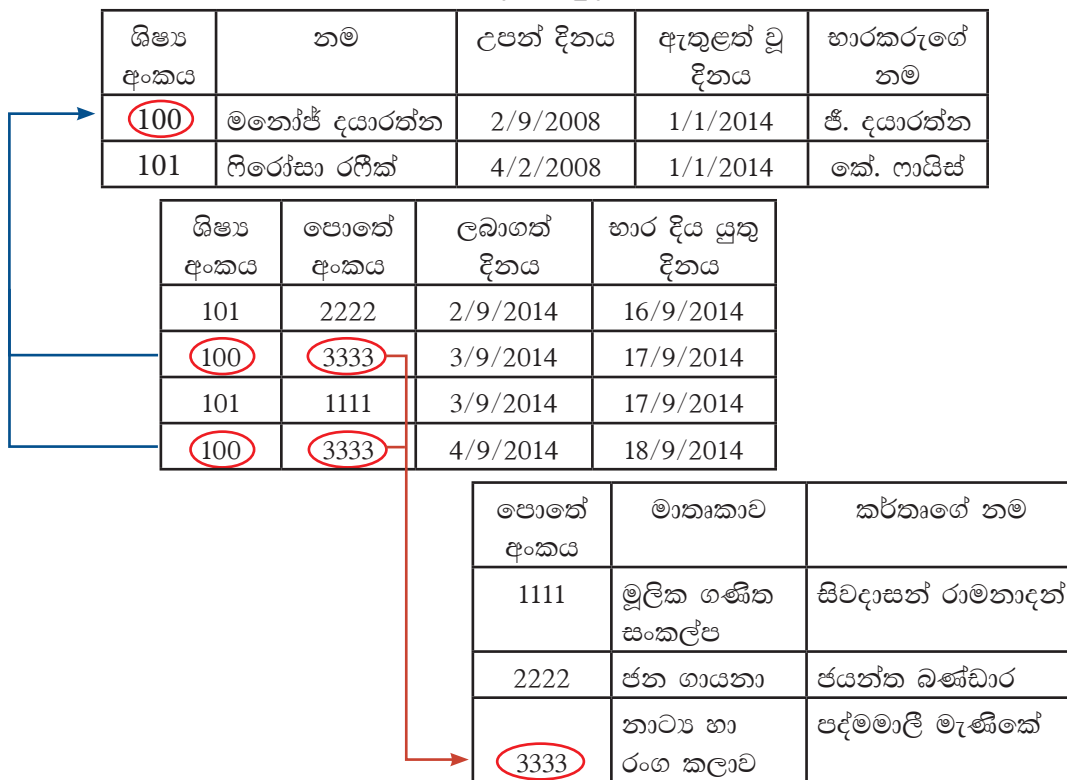 ශිෂ්‍ය අංකය නම උපන් දිනය ඇතුළත් වූ දිනය භාරකරුගේ නම
100 මනෝජ් දයාරත්න 2/9/2008 1/1/2014 ජී. දයාරත්න
101 ෆිරෝසා රෆීක් 4/2/2008 1/1/2014 කේ. ෆායිස්
ශිෂ්‍ය අංකය පොතේ අංකය ලබාගත් දිනය භාර දිය යුතු දිනය
101 2222 2/9/2014 16/9/2014
100 3333 3/9/2014 17/9/2014
101 1111 3/9/2014 17/9/2014
100 3333 4/9/2014 18/9/2014
පොතේ අංකය මාතෘකාව කර්තෘගේ නම
1111 මූලික ගණිත සංකල්ප සිවදාසන් රාමනාදන්
2222 ජන ගායනා ජයන්ත බණ්ඩාර
3333 නාට්‍ය හා රංග කලාව පද්මමාලී මැණිකේ